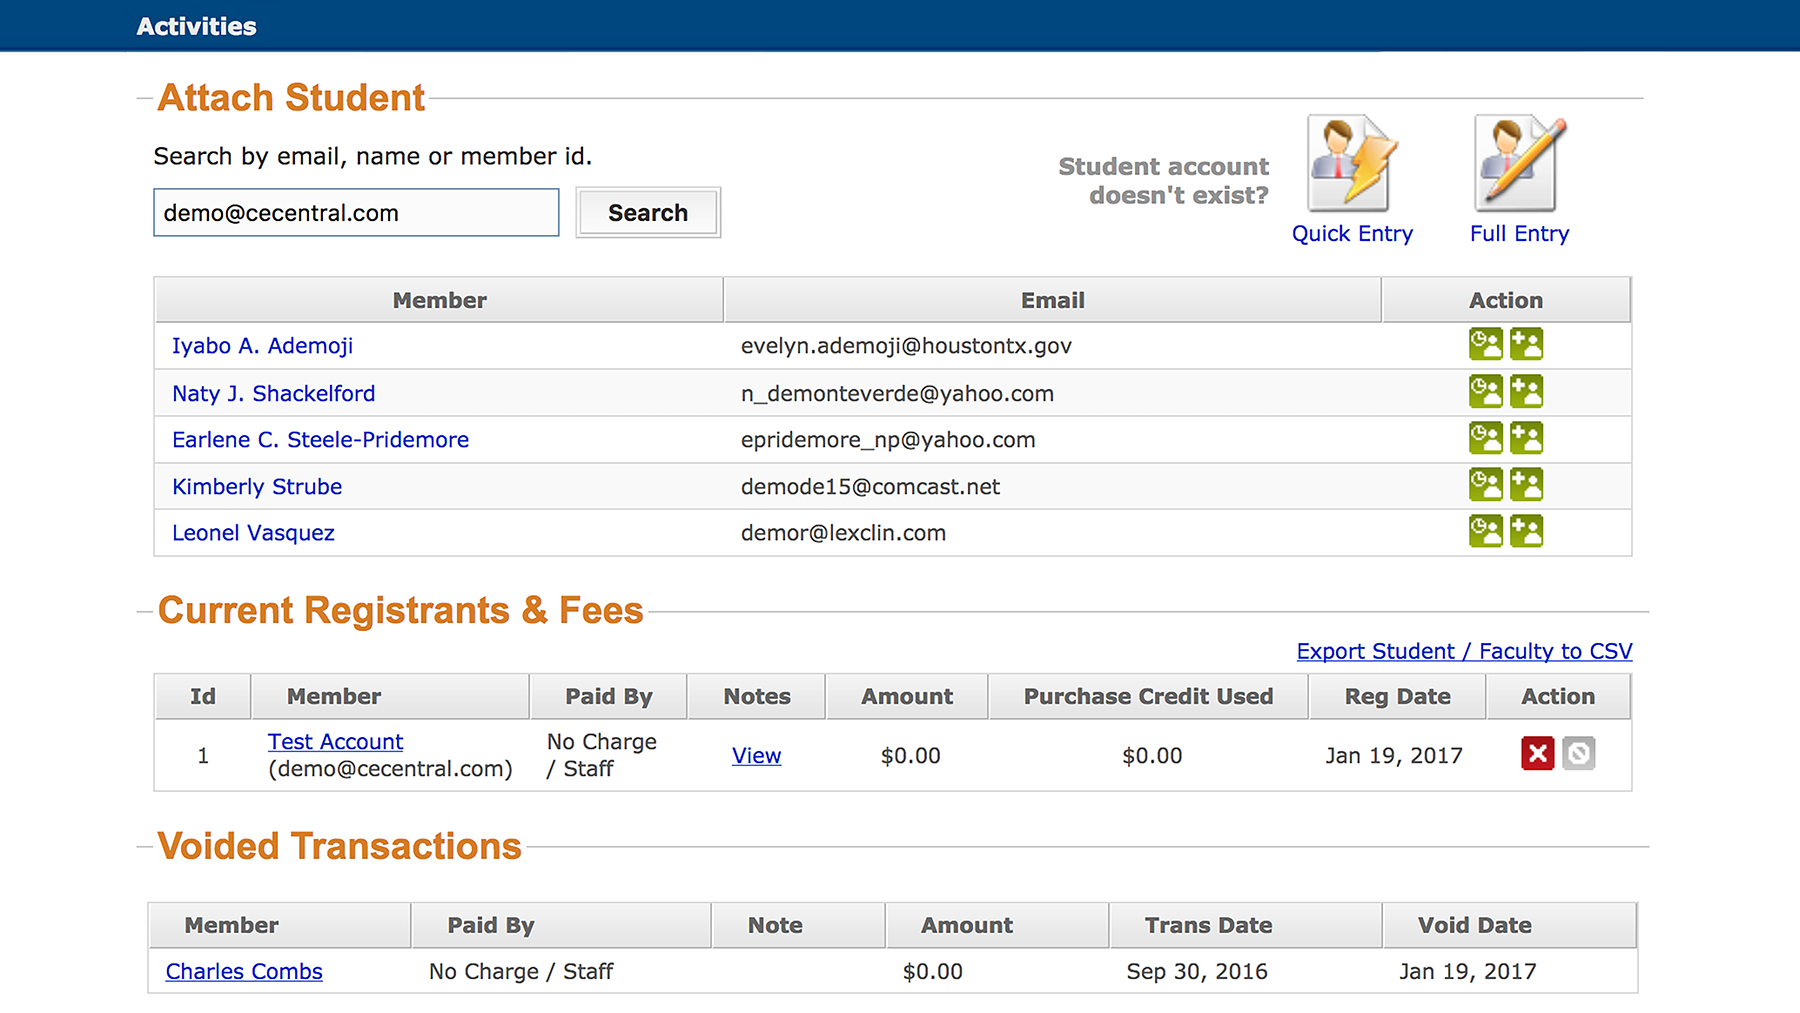 Activities
Attach Student
Search by email, name or member id.
demo@cecentral.com
Search
Student account
doesn't exist?
Quick Entry
Full Entry
Member Email Action
Iyabo A. Ademoji evelyn.ademoji@houstontx.gov
Naty J. Shackelford n_demonteverde@yahoo.com
Earlene C. Steele-Pridemore epridemore_np@yahoo.com
Kimberly Strube demode15@comcast.net
Leonel Vasquez demor@lexclin.com
Current Registrants & Fees
Export Student / Faculty to CSV
Id Member Paid By Notes Amount Purchase Credit Used Reg Date Action
1 Test Account (demo@cecentral.com) No Charge / Staff View $0.00 $0.00 Jan 19, 2017
Voided Transactions
Member Paid By Note Amount Trans Date Void Date
Charles Combs No Charge / Staff $0.00 Sep 30, 2016 Jan 19, 2017